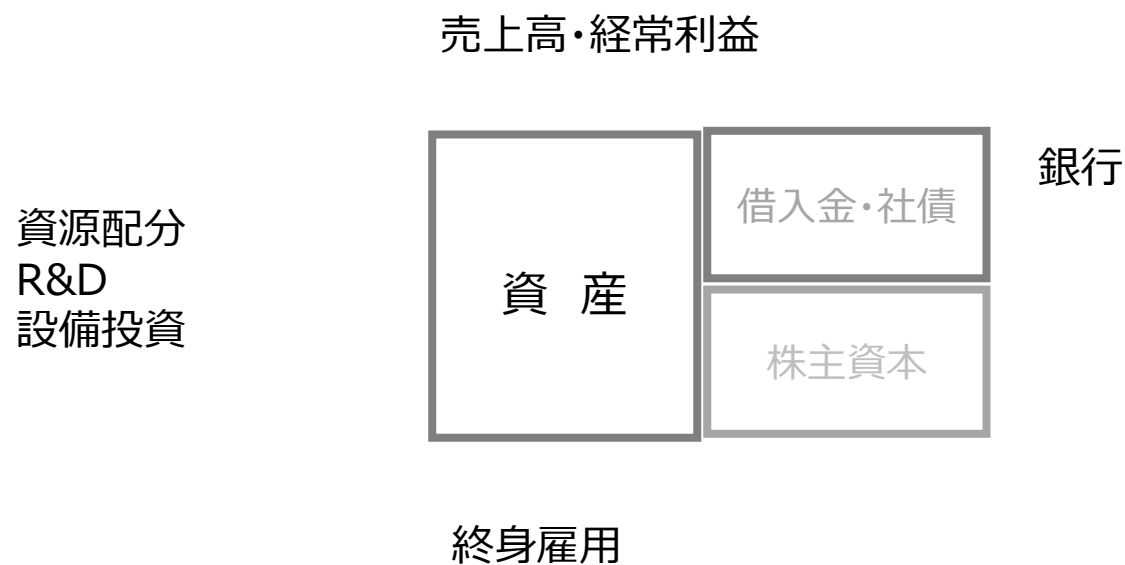 売上高・経常利益
銀行
借入金・社債
資源配分
R&D
設備投資
資 産
株主資本
終身雇用